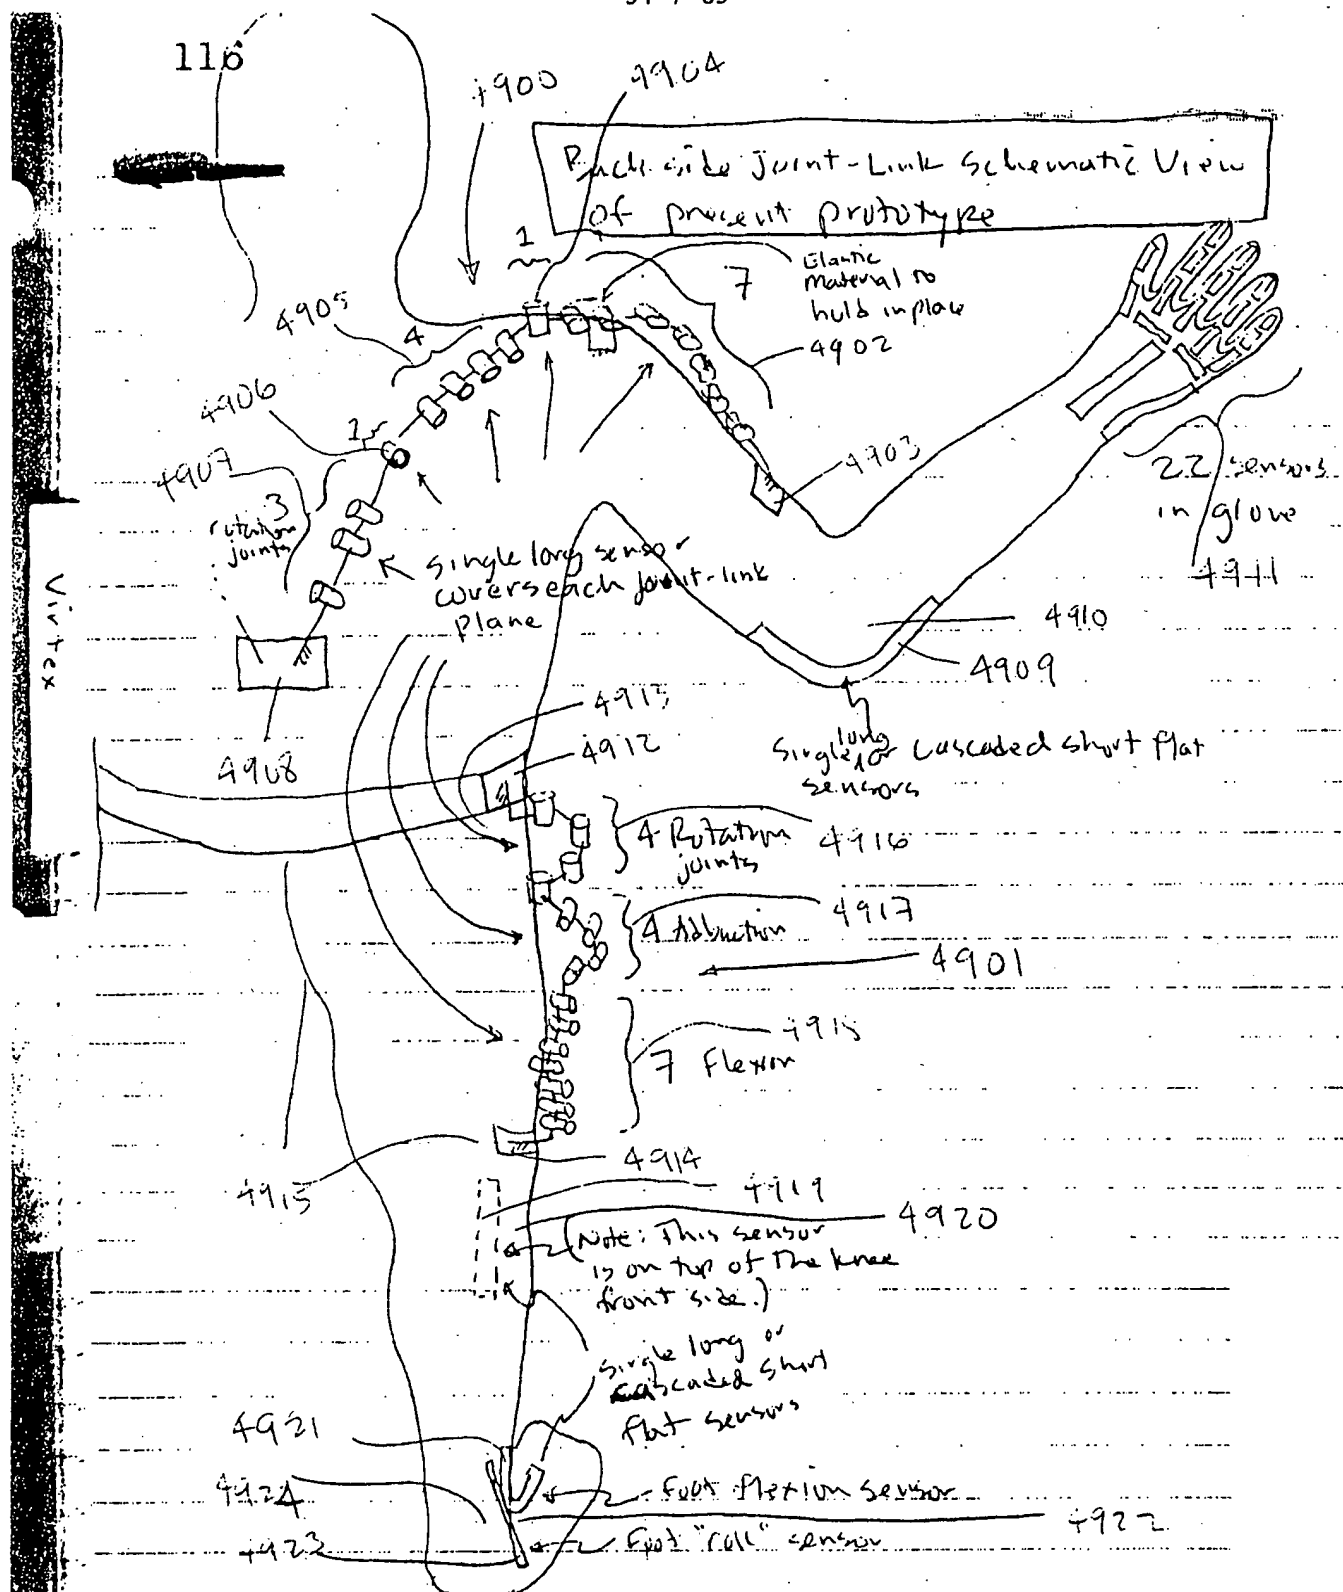 116
4900
4904
Back side Joint-Link Schematic View
of present prototype
1
7
Elastic
material to
hold in place
4902
4905
4
4906
1
4907
3
rotation
joints
4903
22 sensors
in glove
4911
single long sensor
covers each joint-link
plane
Virtex
4910
4909
4908
4913
4912
single long or cascaded short flat
sensors
4 Rotation
joints
4916
4 Abduction
4917
4901
7 Flexion
4914
4915
4919
4920
(Note: This sensor
is on top of the knee
front side.)
single long or
cascaded short
flat sensors
4921
4924
Foot flexion sensor
4922
4923
Foot "roll" sensor